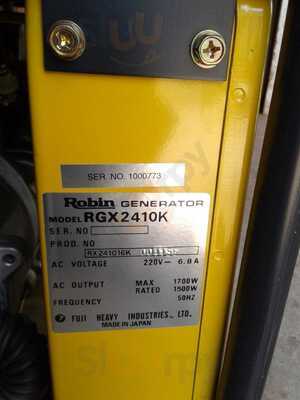 SER. NO. 1000773
Robin GENERATOR
MODEL RGX2410K
SER. NO
PROD. NO
RX241016K
AC VOLTAGE 220V~ 6.8A
AC OUTPUT MAX 1700W
RATED 1500W
FREQUENCY 50HZ
FUJI HEAVY INDUSTRIES, LTD.
MADE IN JAPAN